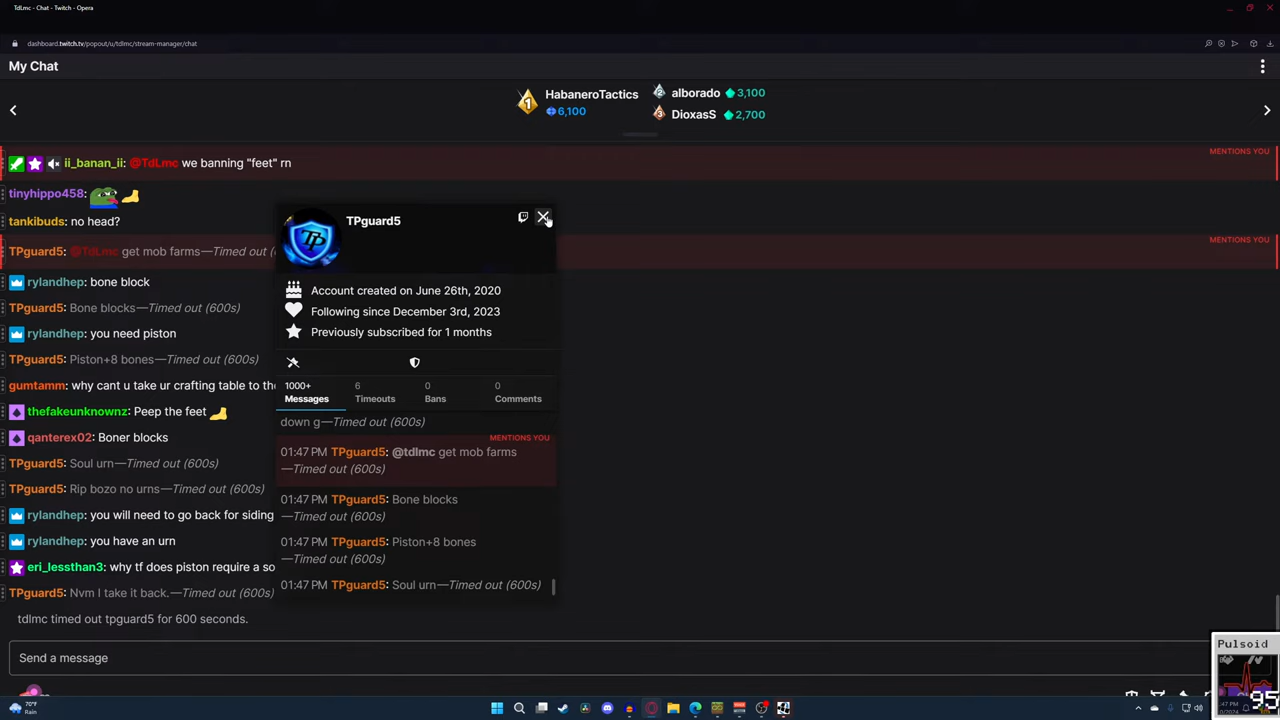 TdLmc - Chat - Twitch - Opera
dashboard.twitch.tv/popout/u/tdlmc/stream-manager/chat
My Chat
1 HabaneroTactics 6,100
2 alborado 3,100
3 DioxasS 2,700
MENTIONS YOU
ii_banan_ii: @TdLmc we banning "feet" rn
tinyhippo458:
tankibuds: no head?
MENTIONS YOU
TPguard5: @TdLmc get mob farms—Timed out (
rylandhep: bone block
TPguard5: Bone blocks—Timed out (600s)
rylandhep: you need piston
TPguard5: Piston+8 bones—Timed out (600s)
gumtamm: why cant u take ur crafting table to the
thefakeunknownz: Peep the feet
qanterex02: Boner blocks
TPguard5: Soul urn—Timed out (600s)
TPguard5: Rip bozo no urns—Timed out (600s)
rylandhep: you will need to go back for siding
rylandhep: you have an urn
eri_lessthan3: why tf does piston require a so
TPguard5: Nvm I take it back.—Timed out (600s)
tdlmc timed out tpguard5 for 600 seconds.
Send a message
TPguard5
TP
Account created on June 26th, 2020
Following since December 3rd, 2023
Previously subscribed for 1 months
1000+ Messages
6 Timeouts
0 Bans
0 Comments
down g—Timed out (600s)
MENTIONS YOU
01:47 PM TPguard5: @tdlmc get mob farms
—Timed out (600s)
01:47 PM TPguard5: Bone blocks
—Timed out (600s)
01:47 PM TPguard5: Piston+8 bones
—Timed out (600s)
01:47 PM TPguard5: Soul urn—Timed out (600s)
Pulsoid
95
70°F
Rain